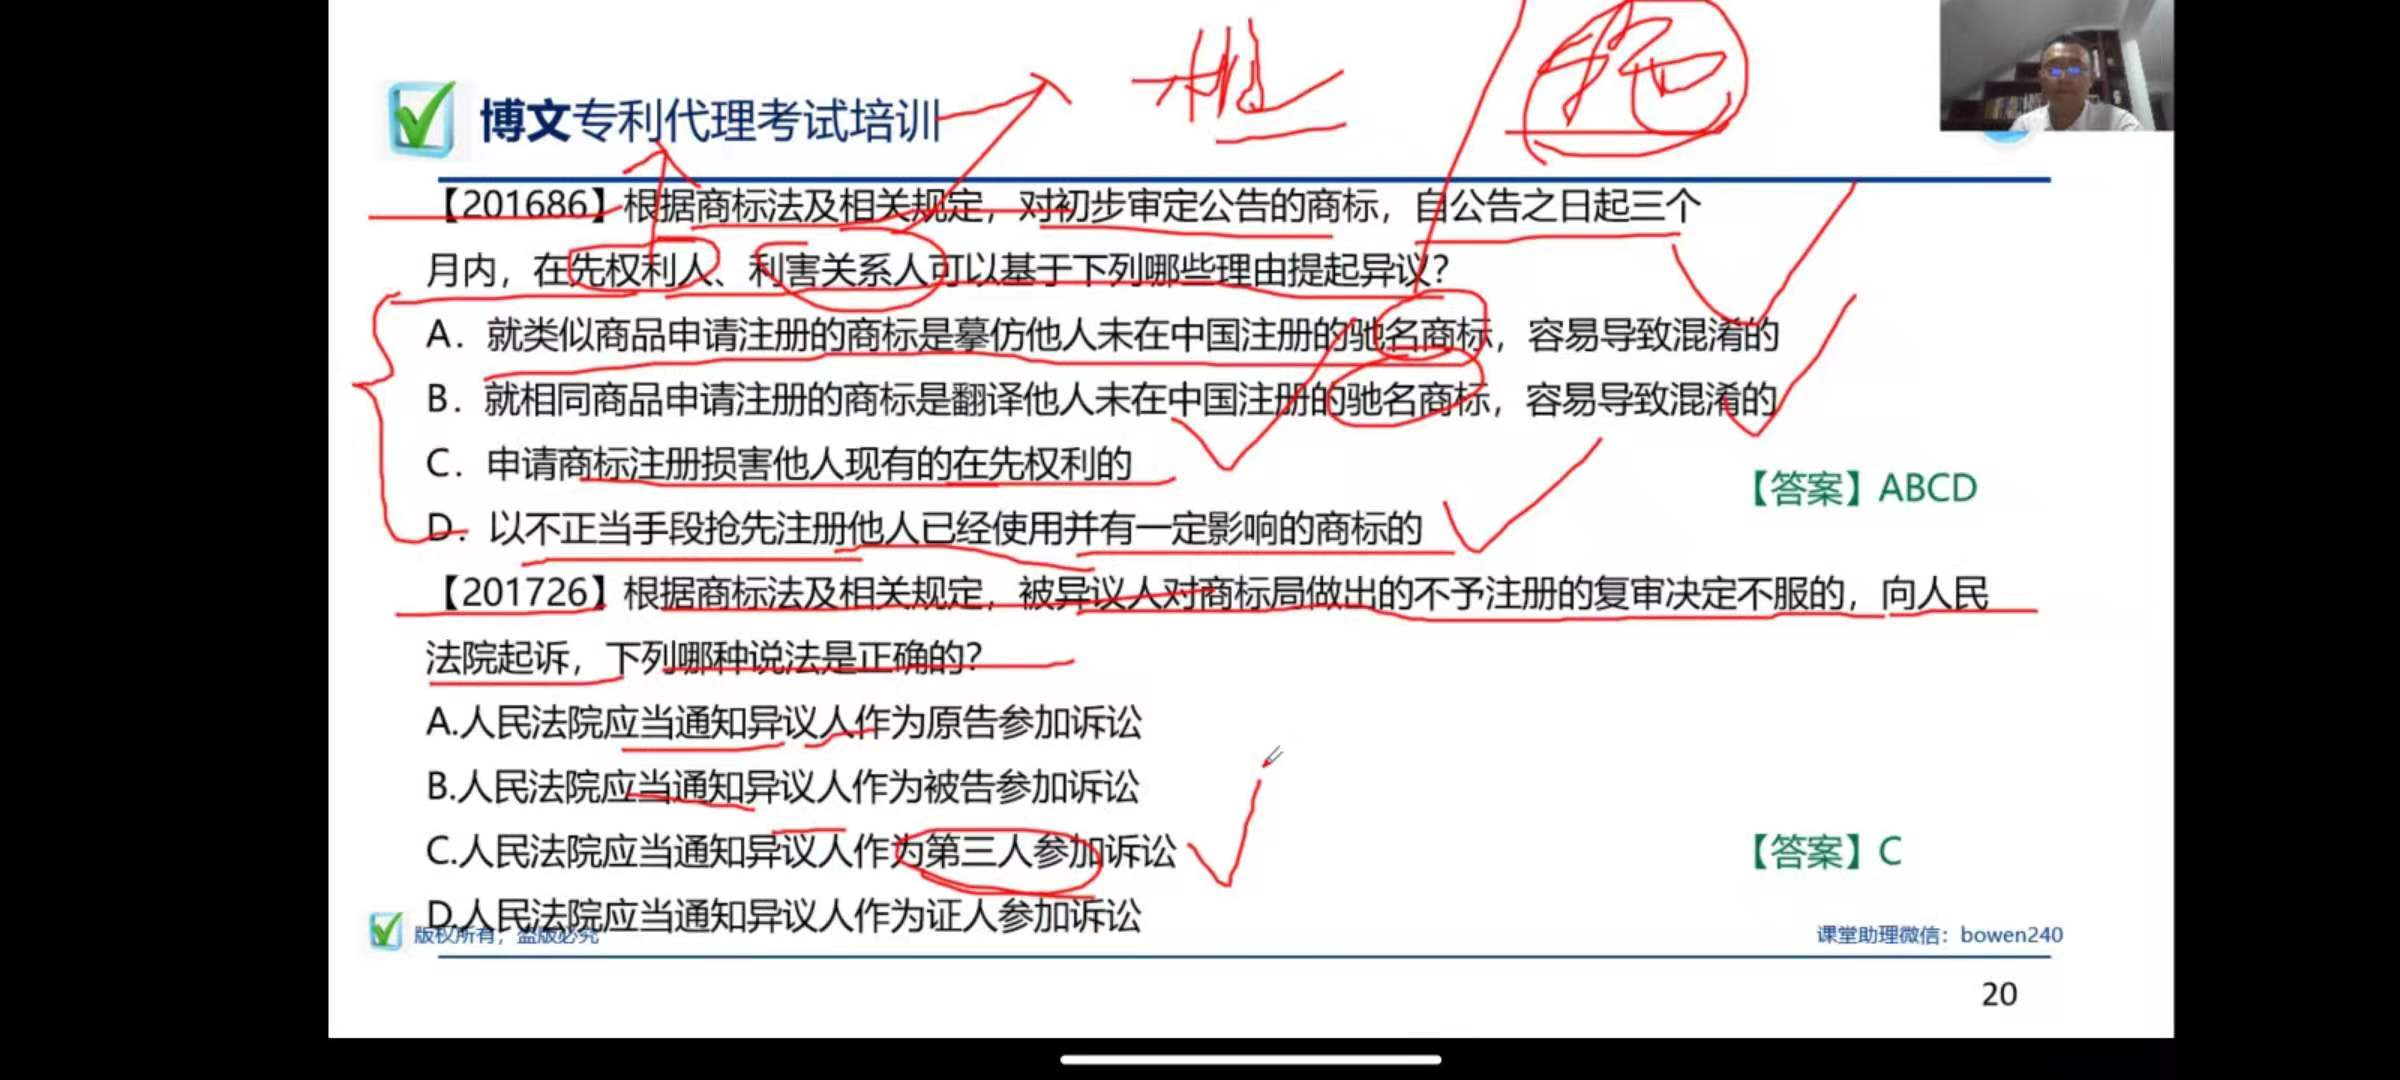 博文专利代理考试培训
【201686】根据商标法及相关规定，对初步审定公告的商标，自公告之日起三个
月内，在先权利人、利害关系人可以基于下列哪些理由提起异议？
A．就类似商品申请注册的商标是摹仿他人未在中国注册的驰名商标，容易导致混淆的
B．就相同商品申请注册的商标是翻译他人未在中国注册的驰名商标，容易导致混淆的
C．申请商标注册损害他人现有的在先权利的
【答案】ABCD
D．以不正当手段抢先注册他人已经使用并有一定影响的商标的
【201726】根据商标法及相关规定，被异议人对商标局做出的不予注册的复审决定不服的，向人民
法院起诉，下列哪种说法是正确的？
A.人民法院应当通知异议人作为原告参加诉讼
B.人民法院应当通知异议人作为被告参加诉讼
C.人民法院应当通知异议人作为第三人参加诉讼
【答案】C
D.人民法院应当通知异议人作为证人参加诉讼
版权所有，盗版必究
课堂助理微信：bowen240
20